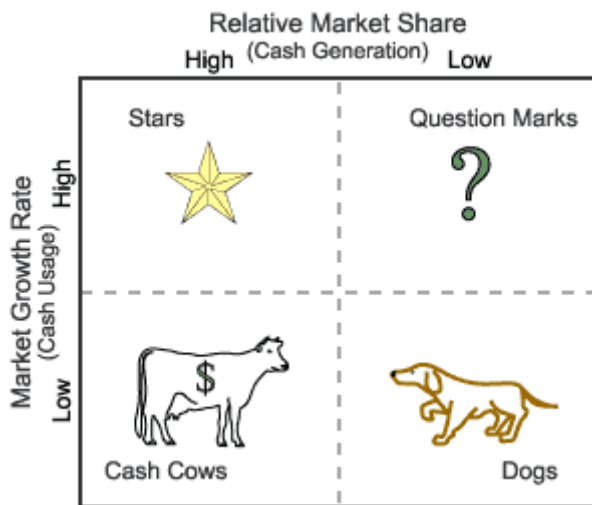 Relative Market Share
(Cash Generation)
High
Low
Stars
Question Marks
?
Market Growth Rate
(Cash Usage)
High
Low
$
Cash Cows
Dogs